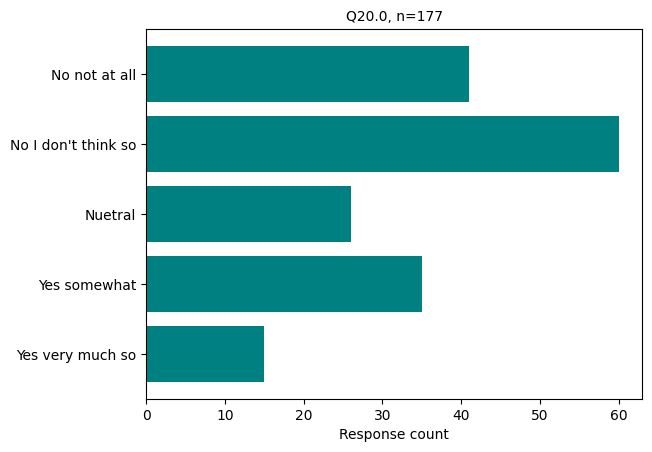 Q20.0, n=177
No not at all
No I don't think so
Nuetral
Yes somewhat
Yes very much so
0 10 20 30 40 50 60
Response count